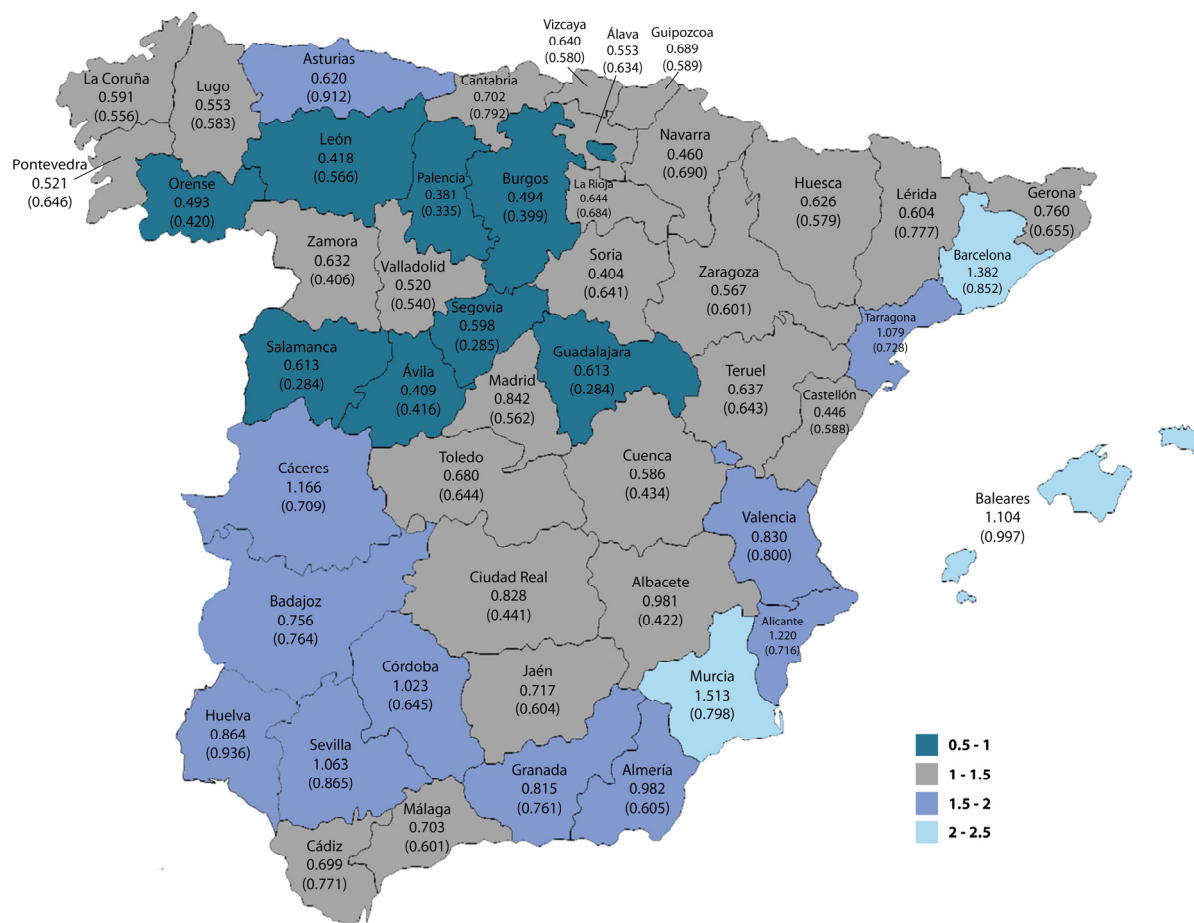 Vizcaya
0.640
(0.580)
Álava
0.553
(0.634)
Guipozcoa
0.689
(0.589)
Asturias
0.620
(0.912)
Cantabria
0.702
(0.792)
La Coruña
0.591
(0.556)
Lugo
0.553
(0.583)
León
0.418
(0.566)
Palencia
0.381
(0.335)
Burgos
0.494
(0.399)
Navarra
0.460
(0.690)
La Rioja
0.644
(0.684)
Huesca
0.626
(0.579)
Lérida
0.604
(0.777)
Gerona
0.760
(0.655)
Pontevedra
0.521
(0.646)
Orense
0.493
(0.420)
Zamora
0.632
(0.406)
Valladolid
0.520
(0.540)
Soria
0.404
(0.641)
Zaragoza
0.567
(0.601)
Barcelona
1.382
(0.852)
Tarragona
1.079
(0.728)
Segovia
0.598
(0.285)
Salamanca
0.613
(0.284)
Ávila
0.409
(0.416)
Madrid
0.842
(0.562)
Guadalajara
0.613
(0.284)
Teruel
0.637
(0.643)
Castellón
0.446
(0.588)
Cáceres
1.166
(0.709)
Toledo
0.680
(0.644)
Cuenca
0.586
(0.434)
Valencia
0.830
(0.800)
Baleares
1.104
(0.997)
Badajoz
0.756
(0.764)
Ciudad Real
0.828
(0.441)
Albacete
0.981
(0.422)
Alicante
1.220
(0.716)
Córdoba
1.023
(0.645)
Jaén
0.717
(0.604)
Murcia
1.513
(0.798)
Huelva
0.864
(0.936)
Sevilla
1.063
(0.865)
Granada
0.815
(0.761)
Almería
0.982
(0.605)
Málaga
0.703
(0.601)
Cádiz
0.699
(0.771)
0.5 - 1
1 - 1.5
1.5 - 2
2 - 2.5